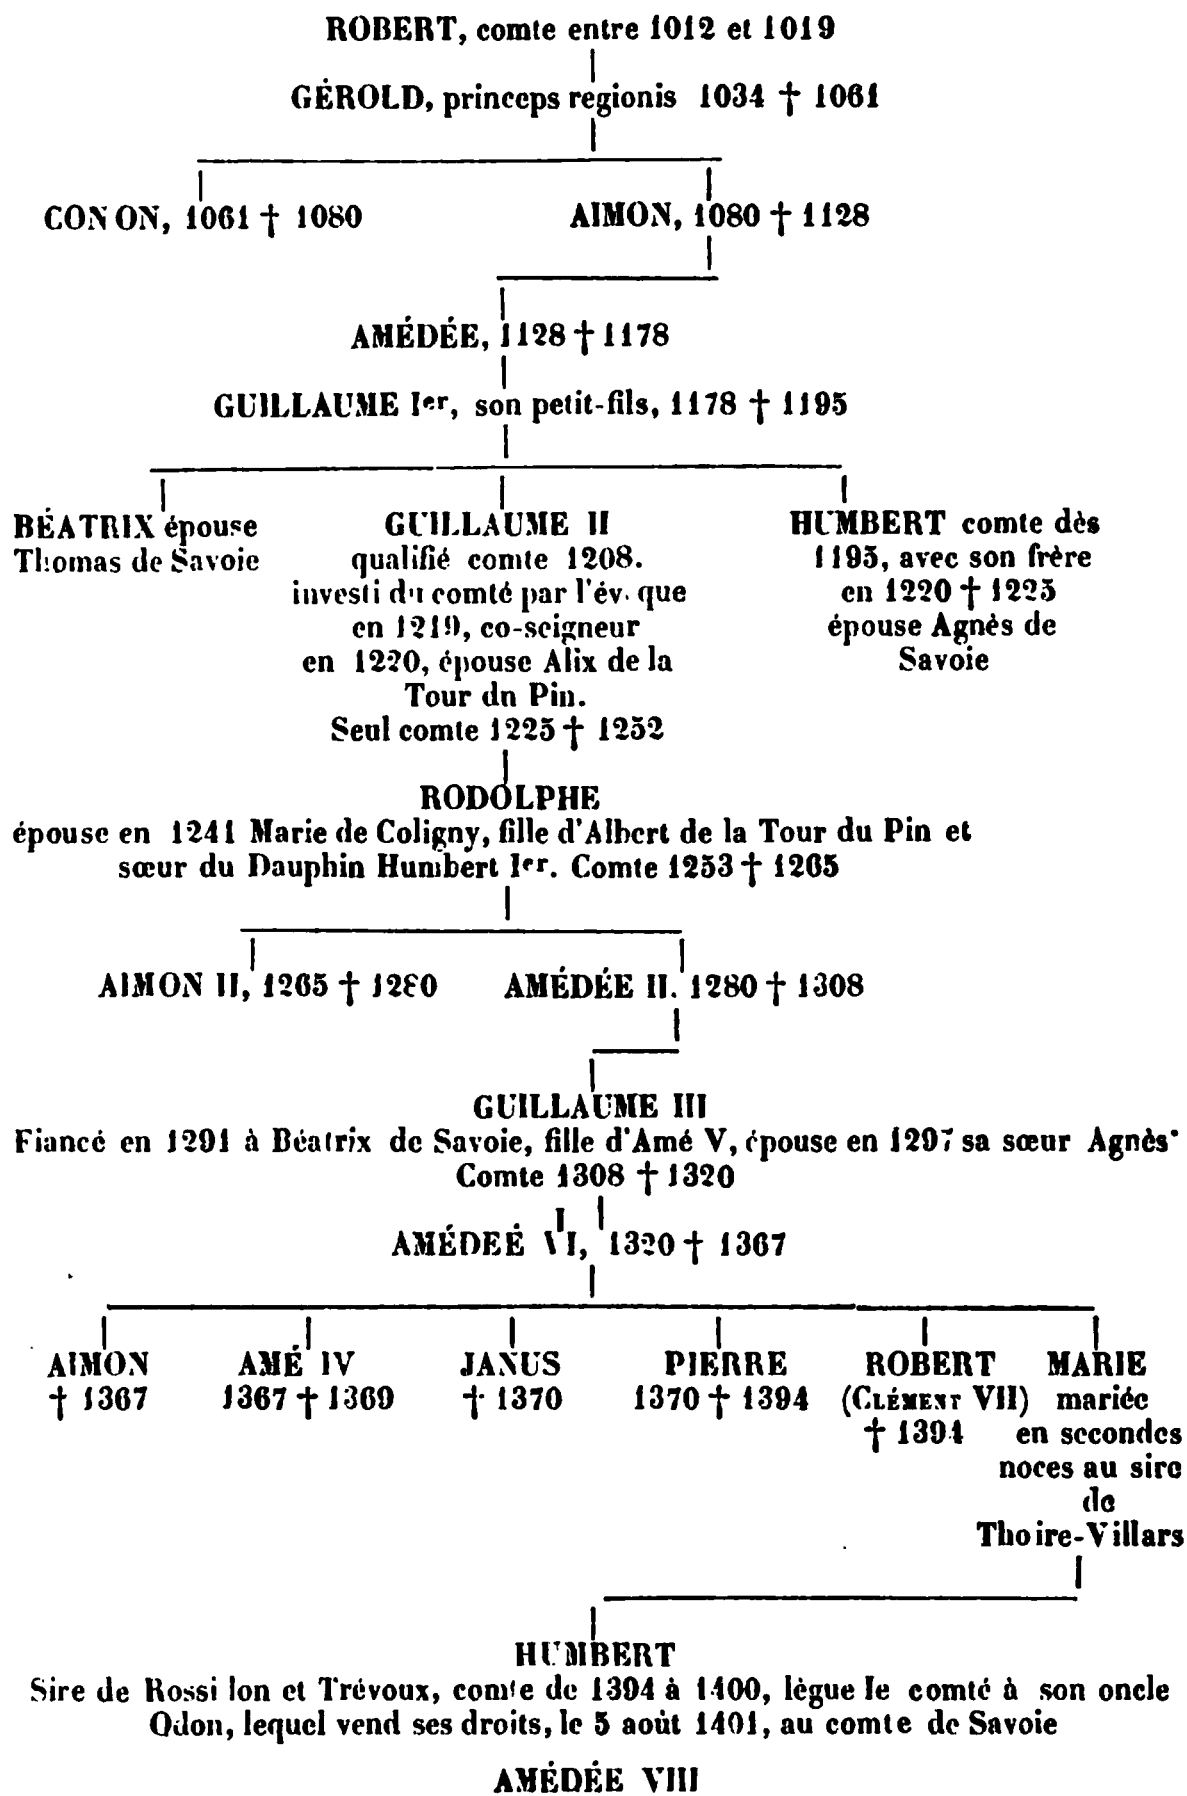 ROBERT, comte entre 1012 et 1019
GÉROLD, princeps regionis 1034 † 1061
CONON, 1061 † 1080
AIMON, 1080 † 1128
AMÉDÉE, 1128 † 1178
GUILLAUME Ier, son petit-fils, 1178 † 1195
BÉATRIX épouse
Thomas de Savoie
GUILLAUME II
qualifié comte 1208.
investi du comté par l'év. que
en 1219, co-seigneur
en 1220, épouse Alix de la
Tour dn Pin.
Seul comte 1225 † 1252
HUMBERT comte dès
1195, avec son frère
en 1220 † 1225
épouse Agnès de
Savoie
RODOLPHE
épouse en 1241 Marie de Coligny, fille d'Albert de la Tour du Pin et
sœur du Dauphin Humbert Ier. Comte 1253 † 1265
AIMON II, 1265 † 1280
AMÉDÉE II. 1280 † 1308
GUILLAUME III
Fiancé en 1291 à Béatrix de Savoie, fille d'Amé V, épouse en 1297 sa sœur Agnès
Comte 1308 † 1320
AMÉDEÉ VI, 1320 † 1367
AIMON
† 1367
AMÉ IV
1367 † 1369
JANUS
† 1370
PIERRE
1370 † 1394
ROBERT
(CLÉMENT VII)
† 1394
MARIE
mariée
en secondes
noces au sire
de
Thoire-Villars
HUMBERT
Sire de Rossi lon et Trévoux, comte de 1394 à 1400, lègue le comté à son oncle
Odon, lequel vend ses droits, le 5 août 1401, au comte de Savoie
AMÉDÉE VIII